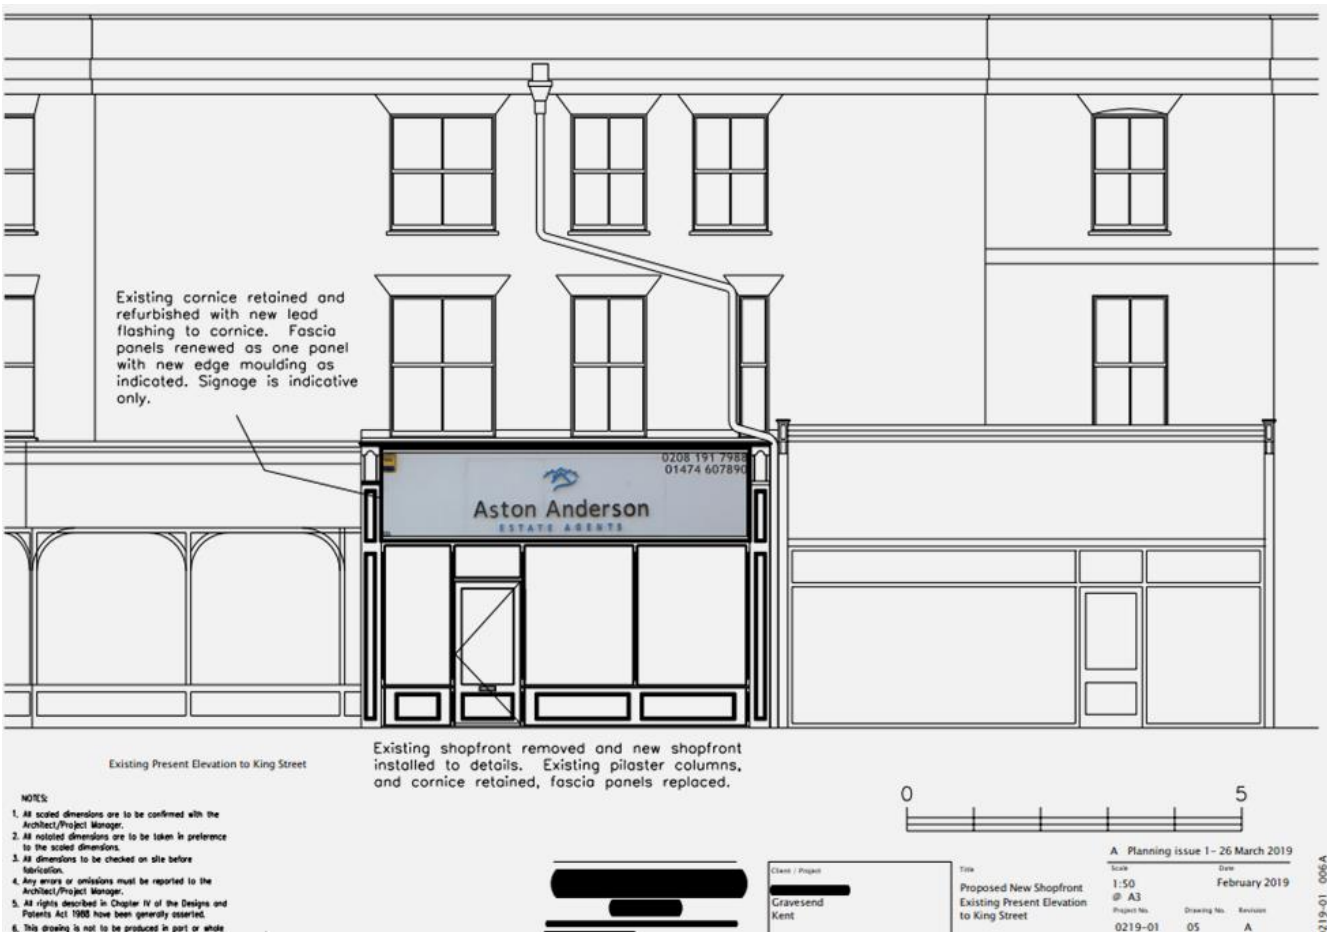 Existing cornice retained and
refurbished with new lead
flashing to cornice. Fascia
panels renewed as one panel
with new edge moulding as
indicated. Signage is indicative
only.
0208 191 7988
01474 607890
Aston Anderson
ESTATE AGENTS
Existing Present Elevation to King Street
Existing shopfront removed and new shopfront
installed to details. Existing pilaster columns,
and cornice retained, fascia panels replaced.
NOTES:
1. All scaled dimensions are to be confirmed with the
Architect/Project Manager.
2. All notated dimensions are to be taken in preference
to the scaled dimensions.
3. All dimensions to be checked on site before
fabrication.
4. Any errors or omissions must be reported to the
Architect/Project Manager.
5. All rights described in Chapter IV of the Designs and
Patents Act 1988 have been generally asserted.
6. This drawing is not to be produced in part or whole
0 5
Client / Project
Gravesend
Kent
Title
Proposed New Shopfront
Existing Present Elevation
to King Street
A Planning issue 1- 26 March 2019
Scale Date
1:50 February 2019
@ A3
Project No. Drawing No. Revision
0219-01 05 A
0219-01 006A